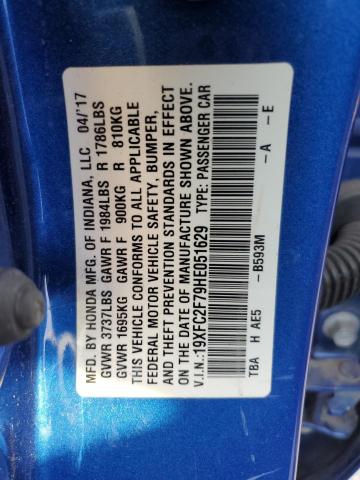 MFD. BY HONDA MFG. OF INDIANA, LLC 04/'17
GVWR 3737LBS GAWR F 1984LBS R 1786LBS
GVWR 1695KG GAWR F 900KG R 810KG
THIS VEHICLE CONFORMS TO ALL APPLICABLE
FEDERAL MOTOR VEHICLE SAFETY, BUMPER,
AND THEFT PREVENTION STANDARDS IN EFFECT
ON THE DATE OF MANUFACTURE SHOWN ABOVE.
V.I.N.:19XFC2F79HE051629 TYPE: PASSENGER CAR
TBA H AE5 -B593M -A -E